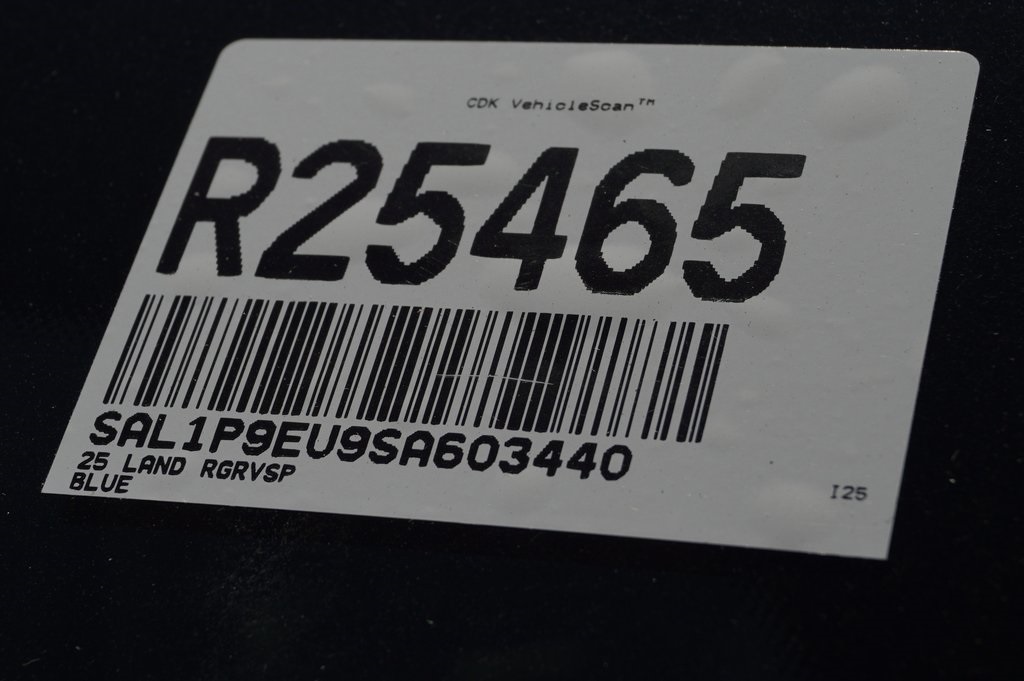 CDK VehicleScan™
R25465
SAL1P9EU9SA603440
25 LAND RGRVSP
BLUE
I25